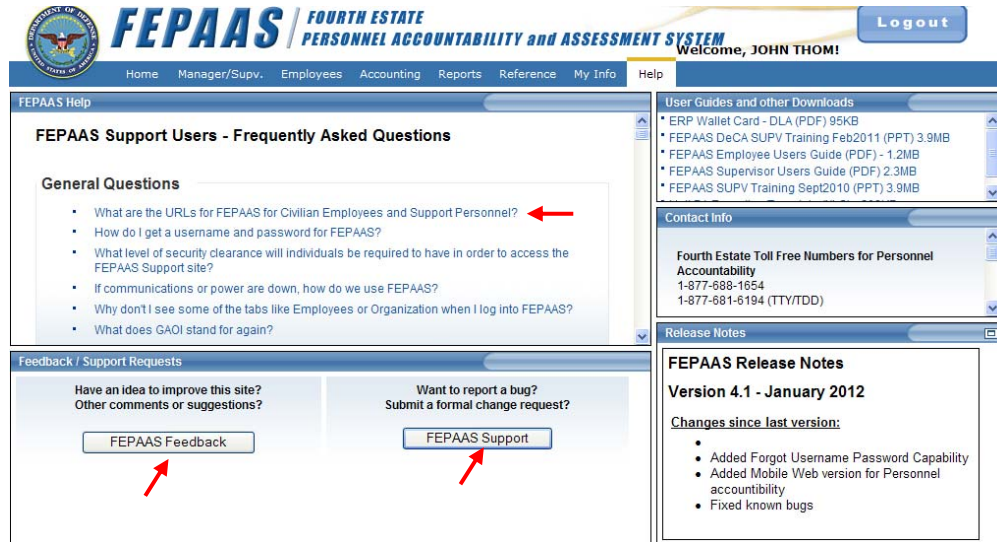 DEPARTMENT OF DEFENSE
UNITED STATES OF AMERICA
FEPAAS
FOURTH ESTATE
PERSONNEL ACCOUNTABILITY and ASSESSMENT SYSTEM
Logout
Welcome, JOHN THOM!
Home Manager/Supv. Employees Accounting Reports Reference My Info Help
FEPAAS Help
FEPAAS Support Users - Frequently Asked Questions
General Questions
What are the URLs for FEPAAS for Civilian Employees and Support Personnel?
How do I get a username and password for FEPAAS?
What level of security clearance will individuals be required to have in order to access the
FEPAAS Support site?
If communications or power are down, how do we use FEPAAS?
Why don't I see some of the tabs like Employees or Organization when I log into FEPAAS?
What does GAOI stand for again?
User Guides and other Downloads
ERP Wallet Card - DLA (PDF) 95KB
FEPAAS DeCA SUPV Training Feb2011 (PPT) 3.9MB
FEPAAS Employee Users Guide (PDF) - 1.2MB
FEPAAS Supervisor Users Guide (PDF) 2.3MB
FEPAAS SUPV Training Sept2010 (PPT) 3.9MB
Contact Info
Fourth Estate Toll Free Numbers for Personnel
Accountability
1-877-688-1654
1-877-681-6194 (TTY/TDD)
Feedback / Support Requests
Have an idea to improve this site?
Other comments or suggestions?
FEPAAS Feedback
Want to report a bug?
Submit a formal change request?
FEPAAS Support
Release Notes
FEPAAS Release Notes
Version 4.1 - January 2012
Changes since last version:
Added Forgot Username Password Capability
Added Mobile Web version for Personnel
accountibility
Fixed known bugs